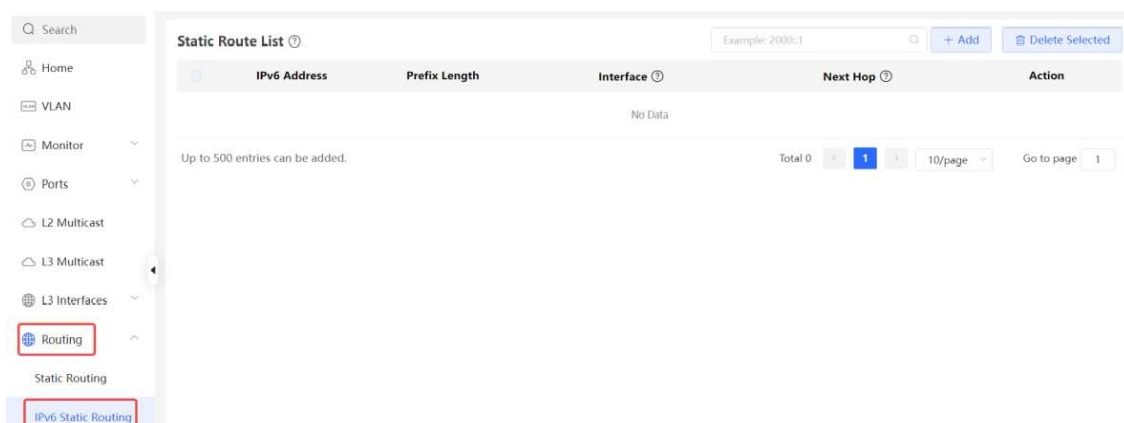 Search
Home
VLAN
Monitor
Ports
L2 Multicast
L3 Multicast
L3 Interfaces
Routing
Static Routing
IPv6 Static Routing
Static Route List
Example: 2000::1
+ Add
Delete Selected
IPv6 Address Prefix Length Interface Next Hop Action
No Data
Up to 500 entries can be added.
Total 0 1 10/page Go to page 1